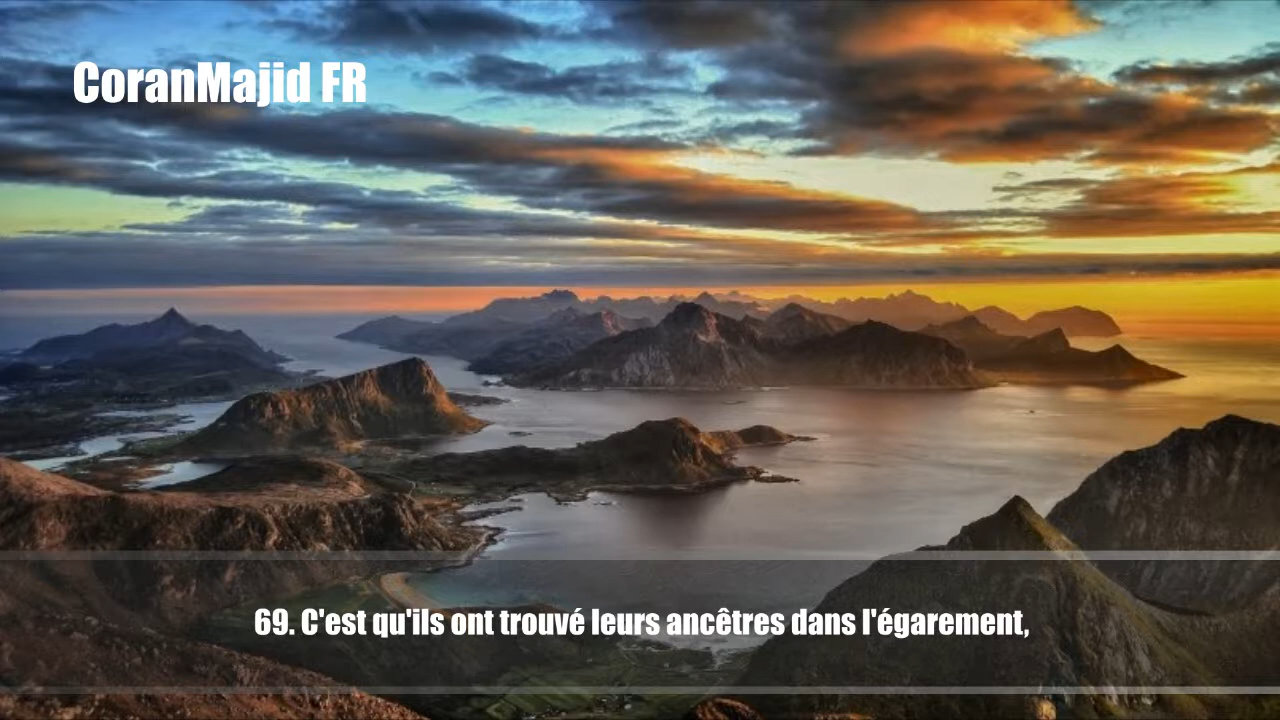 CoranMajid FR
69. C'est qu'ils ont trouvé leurs ancêtres dans l'égarement,